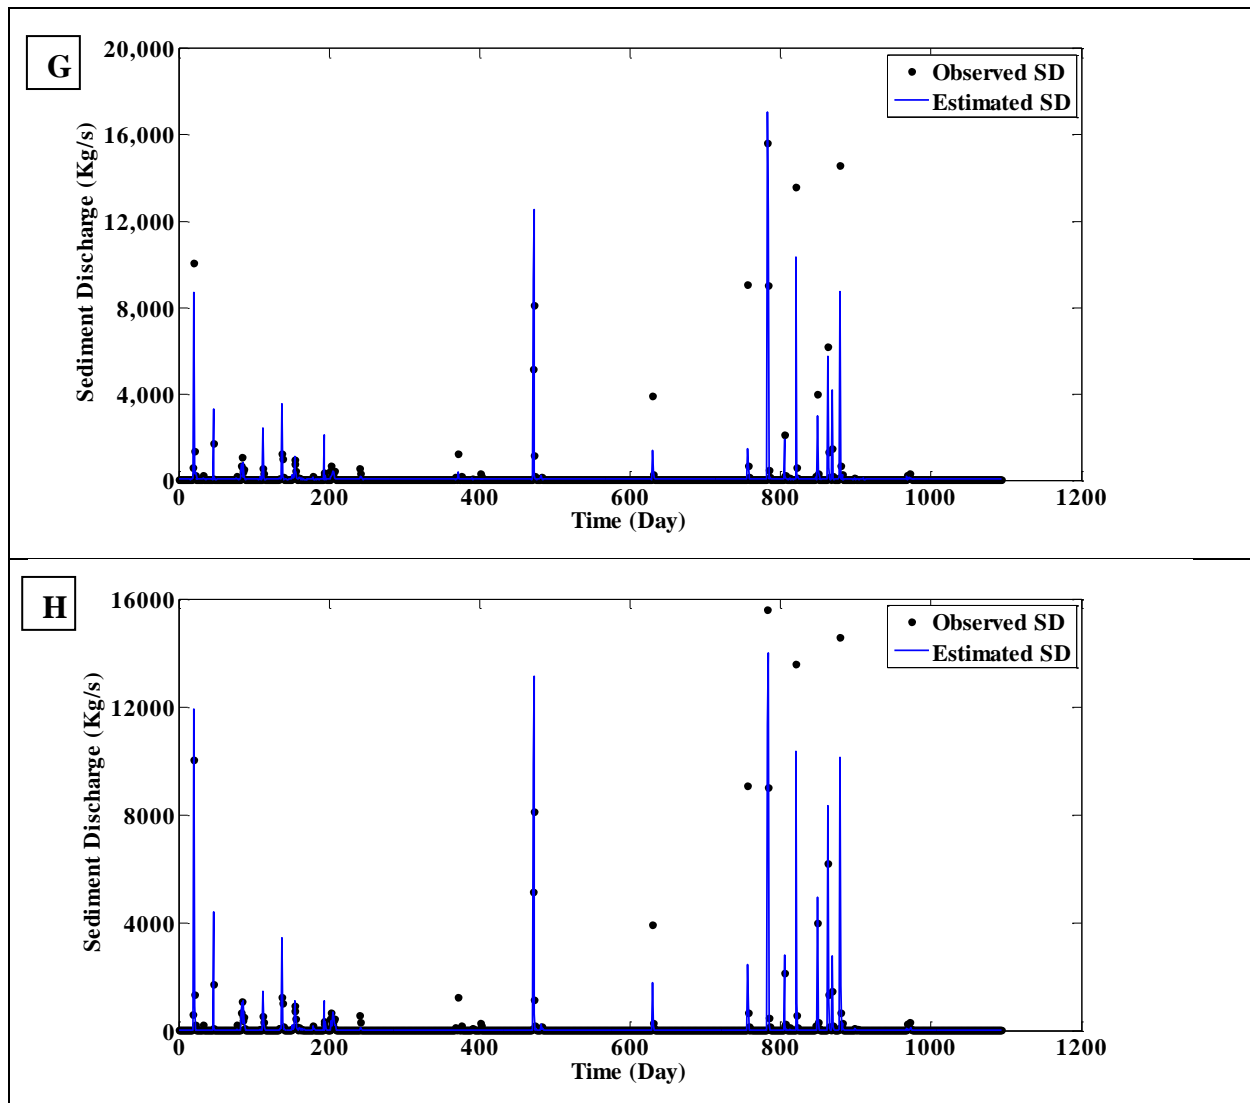 G
20,000
16,000
12,000
8,000
4,000
0
Sediment Discharge (Kg/s)
Observed SD
Estimated SD
0 200 400 600 800 1000 1200
Time (Day)
H
16000
12000
8000
4000
0
Sediment Discharge (Kg/s)
Observed SD
Estimated SD
0 200 400 600 800 1000 1200
Time (Day)